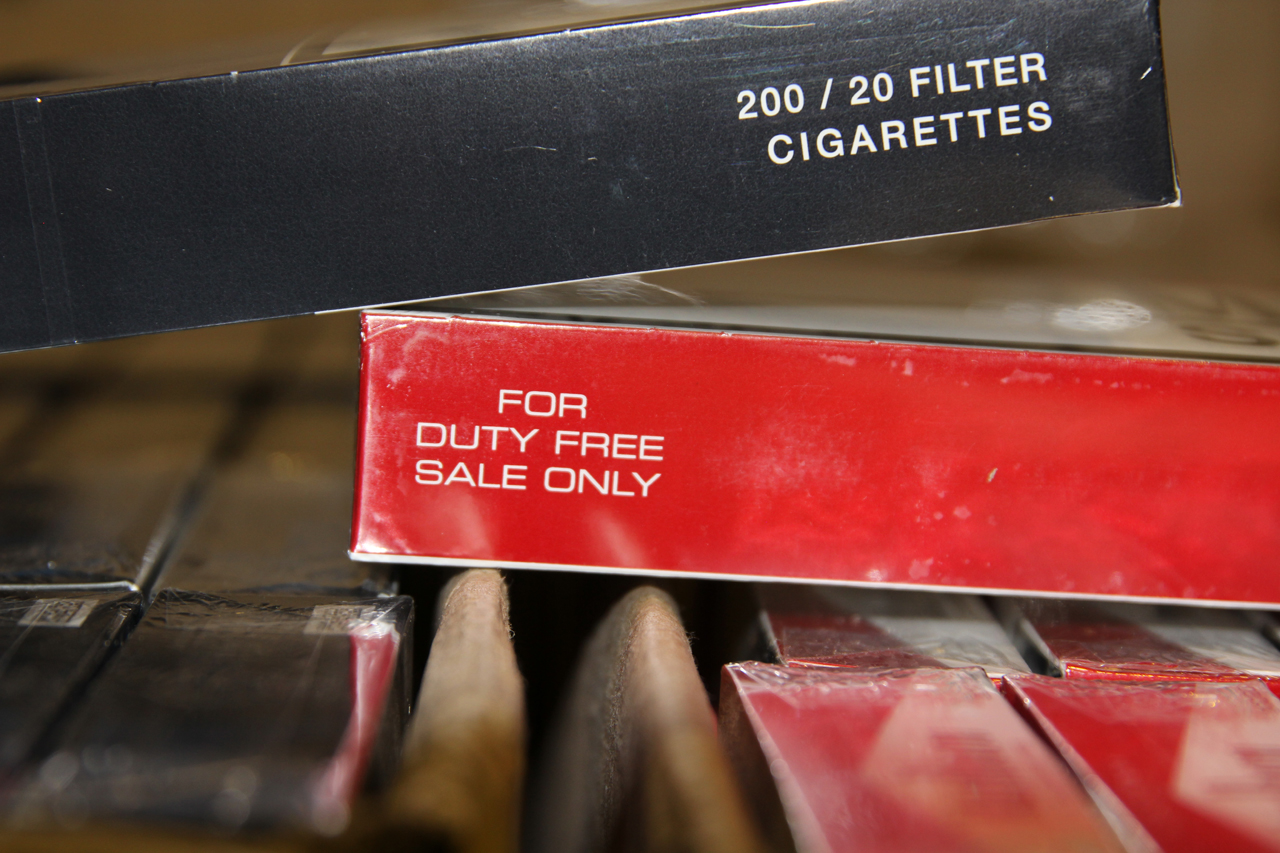 200 / 20 FILTER
CIGARETTES
FOR
DUTY FREE
SALE ONLY